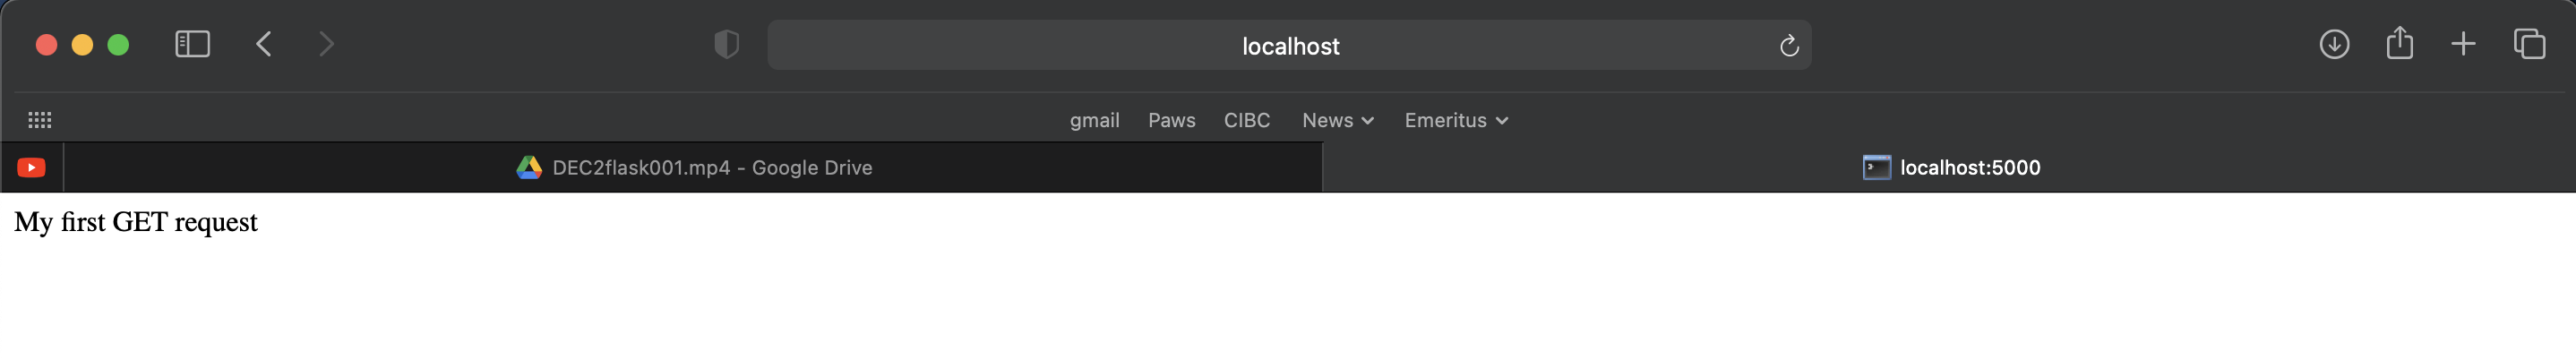 localhost
gmail Paws CIBC News Emeritus
DEC2flask001.mp4 - Google Drive localhost:5000
My first GET request